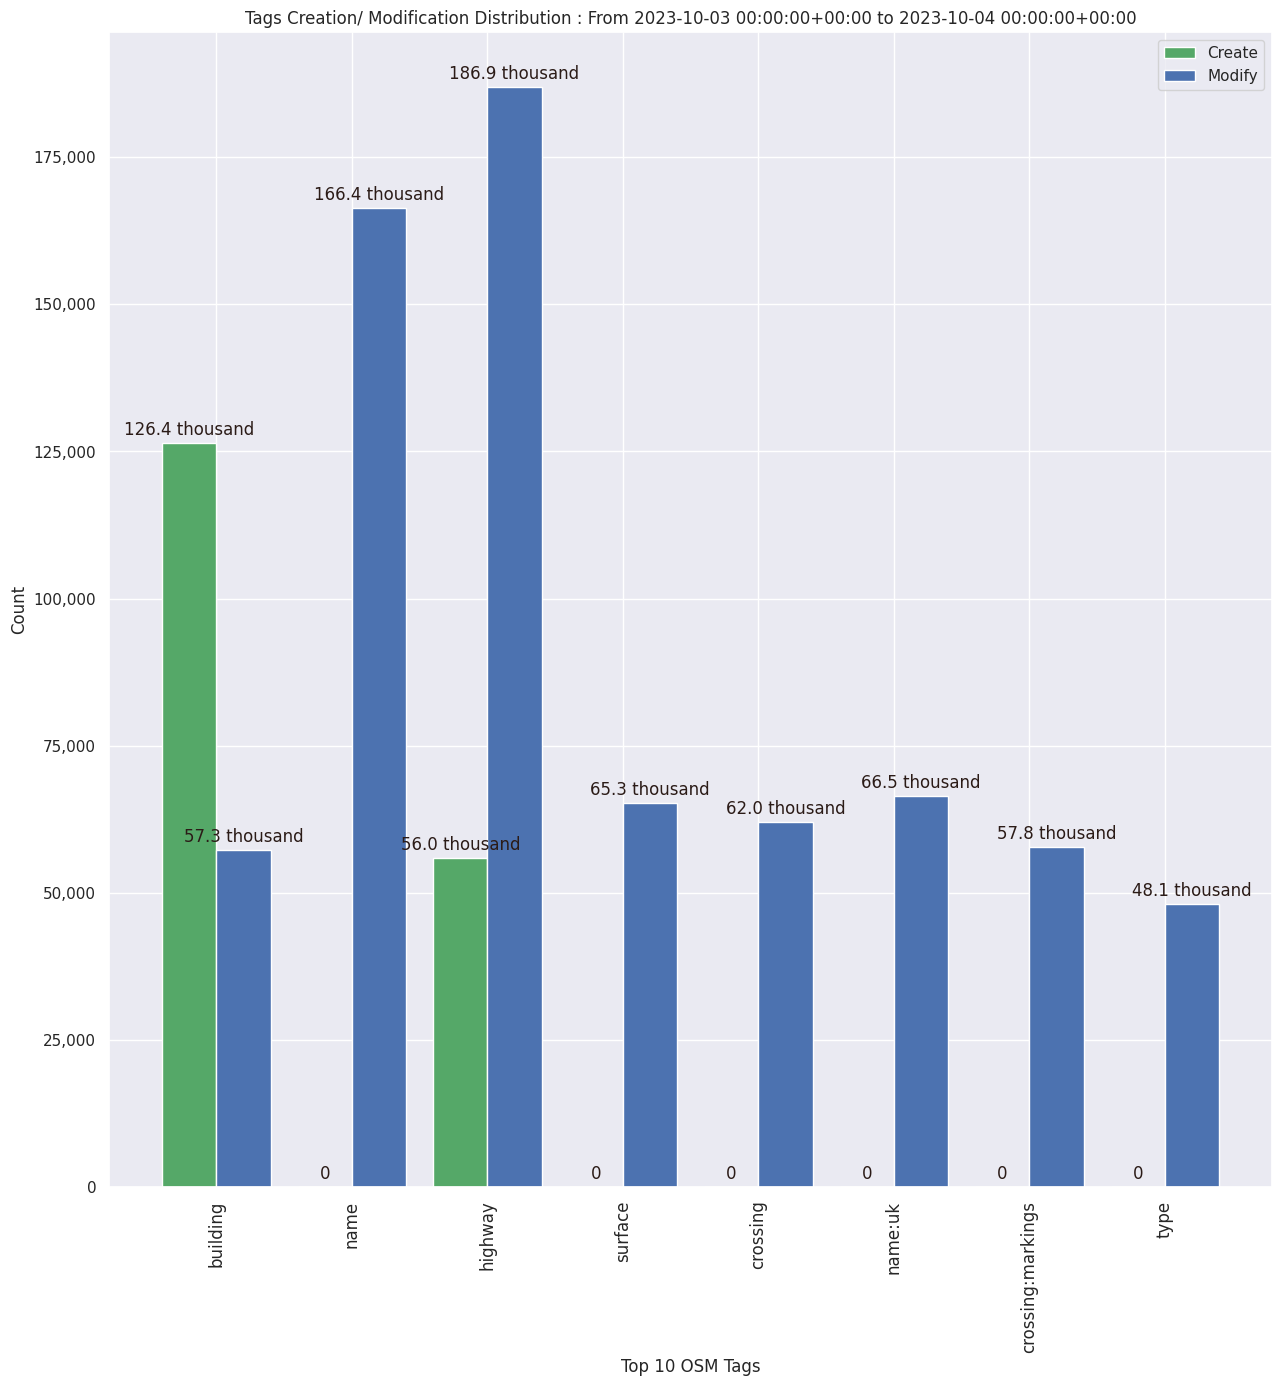 Tags Creation/ Modification Distribution : From 2023-10-03 00:00:00+00:00 to 2023-10-04 00:00:00+00:00
Create
Modify
186.9 thousand
175,000
166.4 thousand
150,000
126.4 thousand
125,000
Count
100,000
75,000
66.5 thousand
65.3 thousand
62.0 thousand
57.3 thousand
56.0 thousand
57.8 thousand
48.1 thousand
50,000
25,000
0
0
0
0
0
0
0
building
name
highway
surface
crossing
name:uk
crossing:markings
type
Top 10 OSM Tags